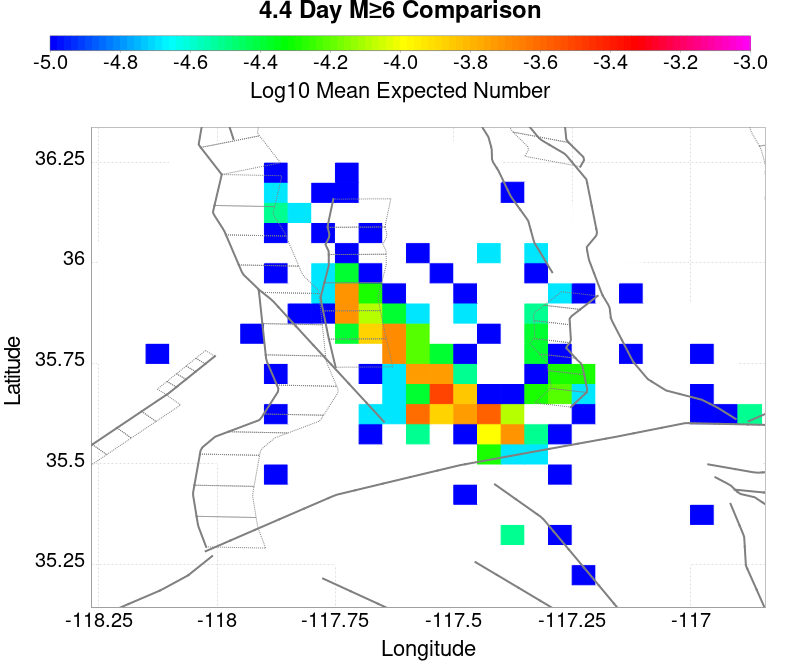 4.4 Day M≥6 Comparison
-5.0 -4.8 -4.6 -4.4 -4.2 -4.0 -3.8 -3.6 -3.4 -3.2 -3.0
Log10 Mean Expected Number
36.25
36
35.75
35.5
35.25
Latitude
-118.25 -118 -117.75 -117.5 -117.25 -117
Longitude